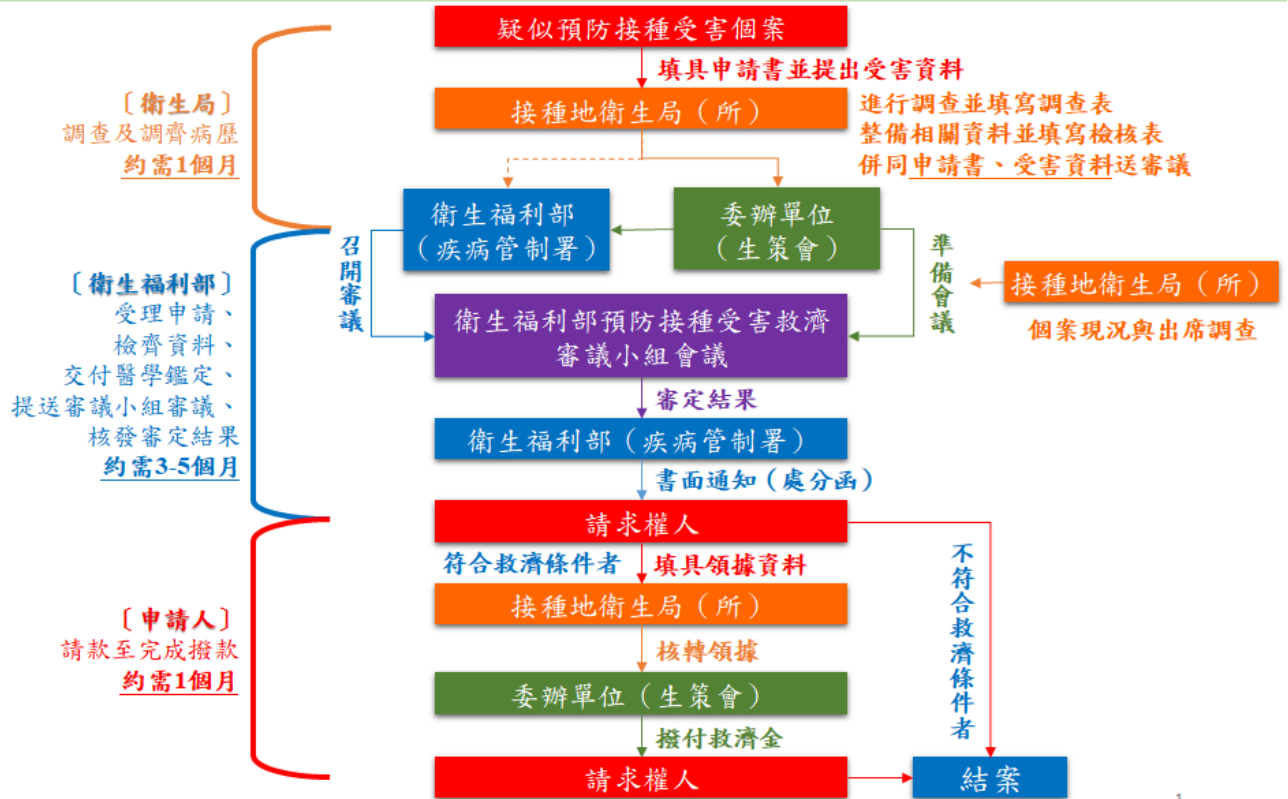 疑似預防接種受害個案
填具申請書並提出受害資料
〔衛生局〕
調查及調齊病歷
約需1個月
接種地衛生局（所）
進行調查並填寫調查表
整備相關資料並填寫檢核表
併同申請書、受害資料送審議
衛生福利部
（疾病管制署）
委辦單位
（生策會）
召開審議
準備會議
接種地衛生局（所）
個案現況與出席調查
〔衛生福利部〕
受理申請、
檢齊資料、
交付醫學鑑定、
提送審議小組審議、
核發審定結果
約需3-5個月
衛生福利部預防接種受害救濟
審議小組會議
審定結果
衛生福利部（疾病管制署）
書面通知（處分函）
請求權人
符合救濟條件者
填具領據資料
不符合救濟條件者
〔申請人〕
請款至完成撥款
約需1個月
接種地衛生局（所）
核轉領據
委辦單位（生策會）
撥付救濟金
請求權人
結案
1